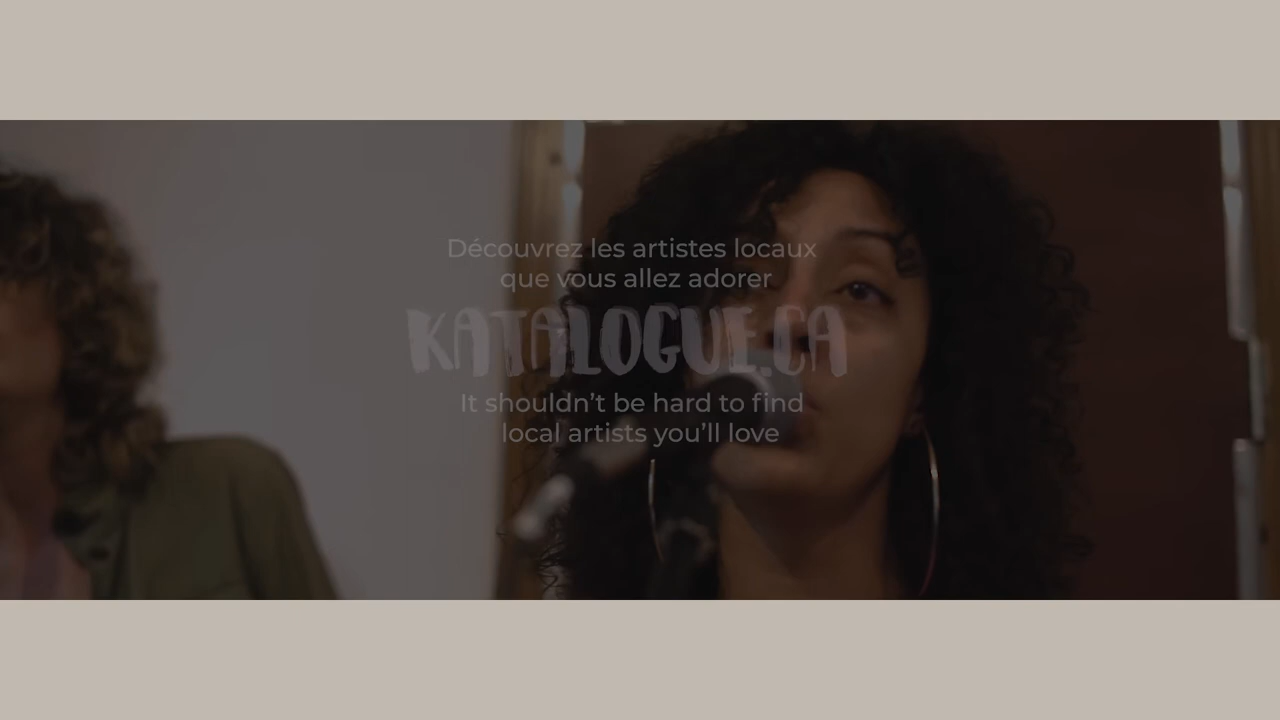 Découvrez les artistes locaux
que vous allez adorer
KATALOGUE.CA
It shouldn’t be hard to find
local artists you’ll love